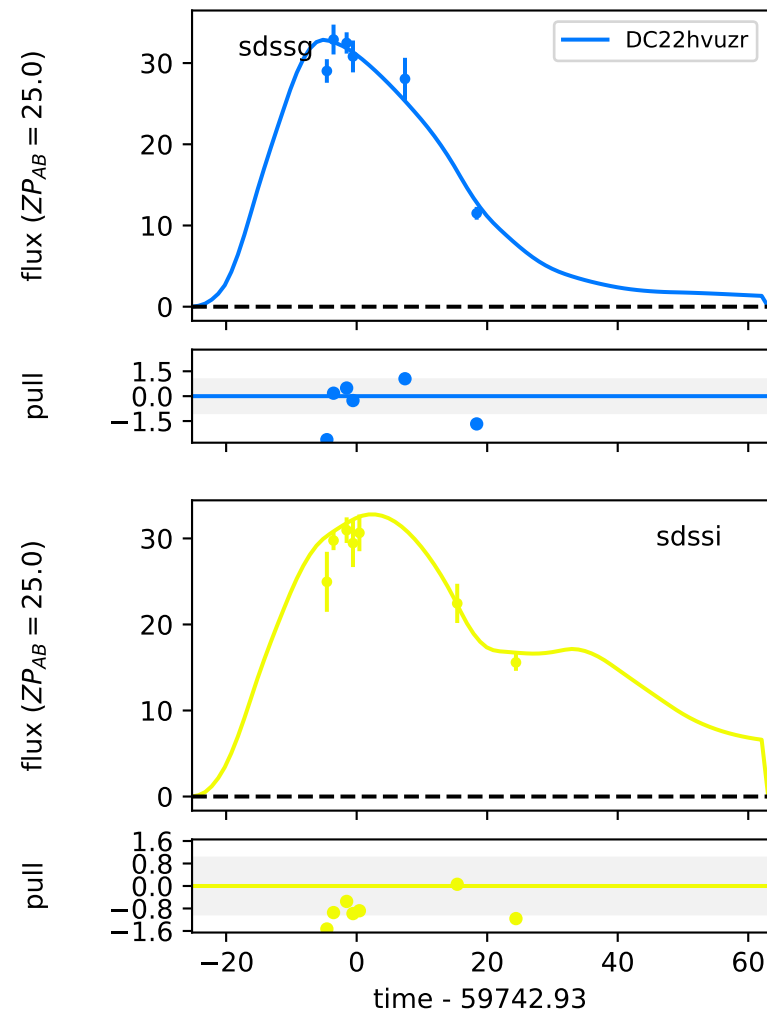 sdssg
DC22hvuzr
flux (ZP_AB = 25.0)
30
20
10
0
pull
1.5
0.0
−1.5
sdssi
flux (ZP_AB = 25.0)
30
20
10
0
pull
1.6
0.8
0.0
−0.8
−1.6
−20 0 20 40 60
time - 59742.93